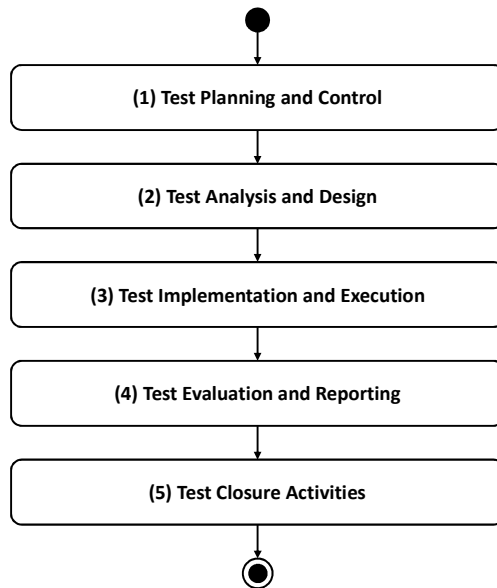 (1) Test Planning and Control
(2) Test Analysis and Design
(3) Test Implementation and Execution
(4) Test Evaluation and Reporting
(5) Test Closure Activities